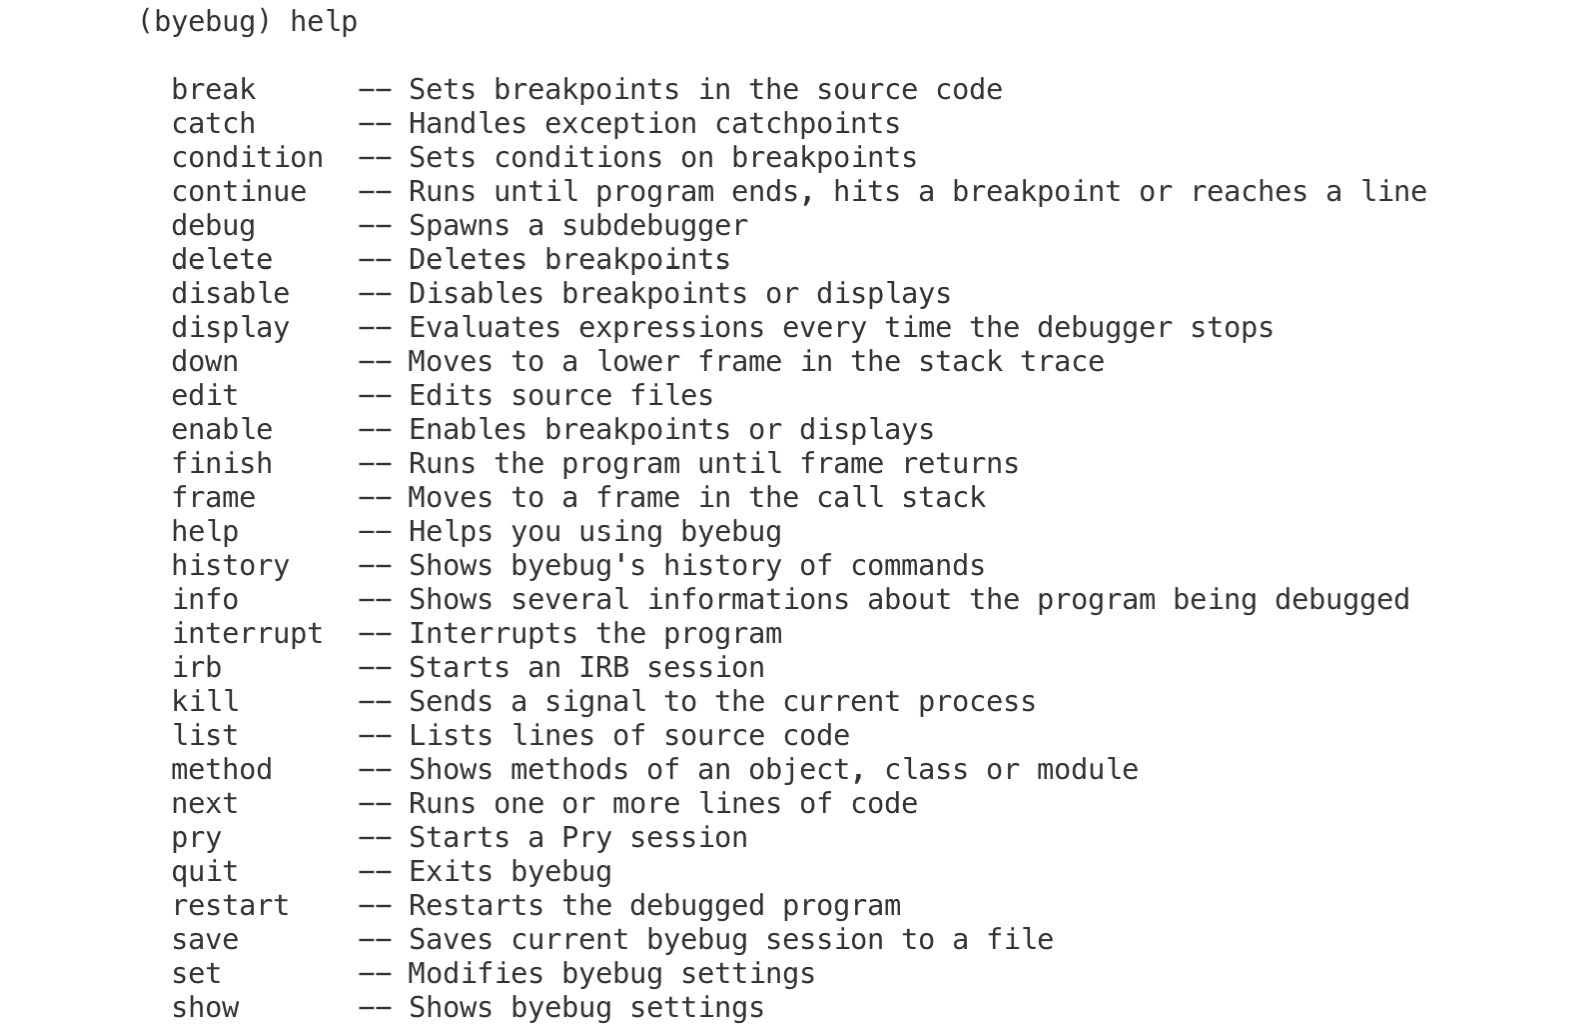 (byebug) help
break      -- Sets breakpoints in the source code
catch      -- Handles exception catchpoints
condition  -- Sets conditions on breakpoints
continue   -- Runs until program ends, hits a breakpoint or reaches a line
debug      -- Spawns a subdebugger
delete     -- Deletes breakpoints
disable    -- Disables breakpoints or displays
display    -- Evaluates expressions every time the debugger stops
down       -- Moves to a lower frame in the stack trace
edit       -- Edits source files
enable     -- Enables breakpoints or displays
finish     -- Runs the program until frame returns
frame      -- Moves to a frame in the call stack
help       -- Helps you using byebug
history    -- Shows byebug's history of commands
info       -- Shows several informations about the program being debugged
interrupt  -- Interrupts the program
irb        -- Starts an IRB session
kill       -- Sends a signal to the current process
list       -- Lists lines of source code
method     -- Shows methods of an object, class or module
next       -- Runs one or more lines of code
pry        -- Starts a Pry session
quit       -- Exits byebug
restart    -- Restarts the debugged program
save       -- Saves current byebug session to a file
set        -- Modifies byebug settings
show       -- Shows byebug settings